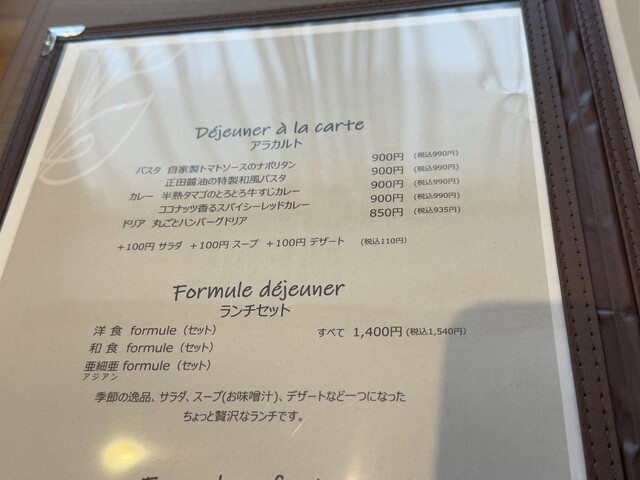 Déjeuner à la carte
アラカルト
パスタ 自家製トマトソースのナポリタン 900円 (税込990円)
正田醤油の特製和風パスタ 900円 (税込990円)
カレー 半熟タマゴのとろとろ牛すじカレー 900円 (税込990円)
ココナッツ香るスパイシーレッドカレー 900円 (税込990円)
ドリア 丸ごとハンバーグドリア 850円 (税込935円)
+100円 サラダ +100円 スープ +100円 デザート (税込110円)
Formule déjeuner
ランチセット
洋食 formule（セット） すべて 1,400円(税込1,540円)
和食 formule（セット）
亜細亜 formule（セット）
アジアン
季節の逸品、サラダ、スープ(お味噌汁)、デザートなど一つになった
ちょっと贅沢なランチです。